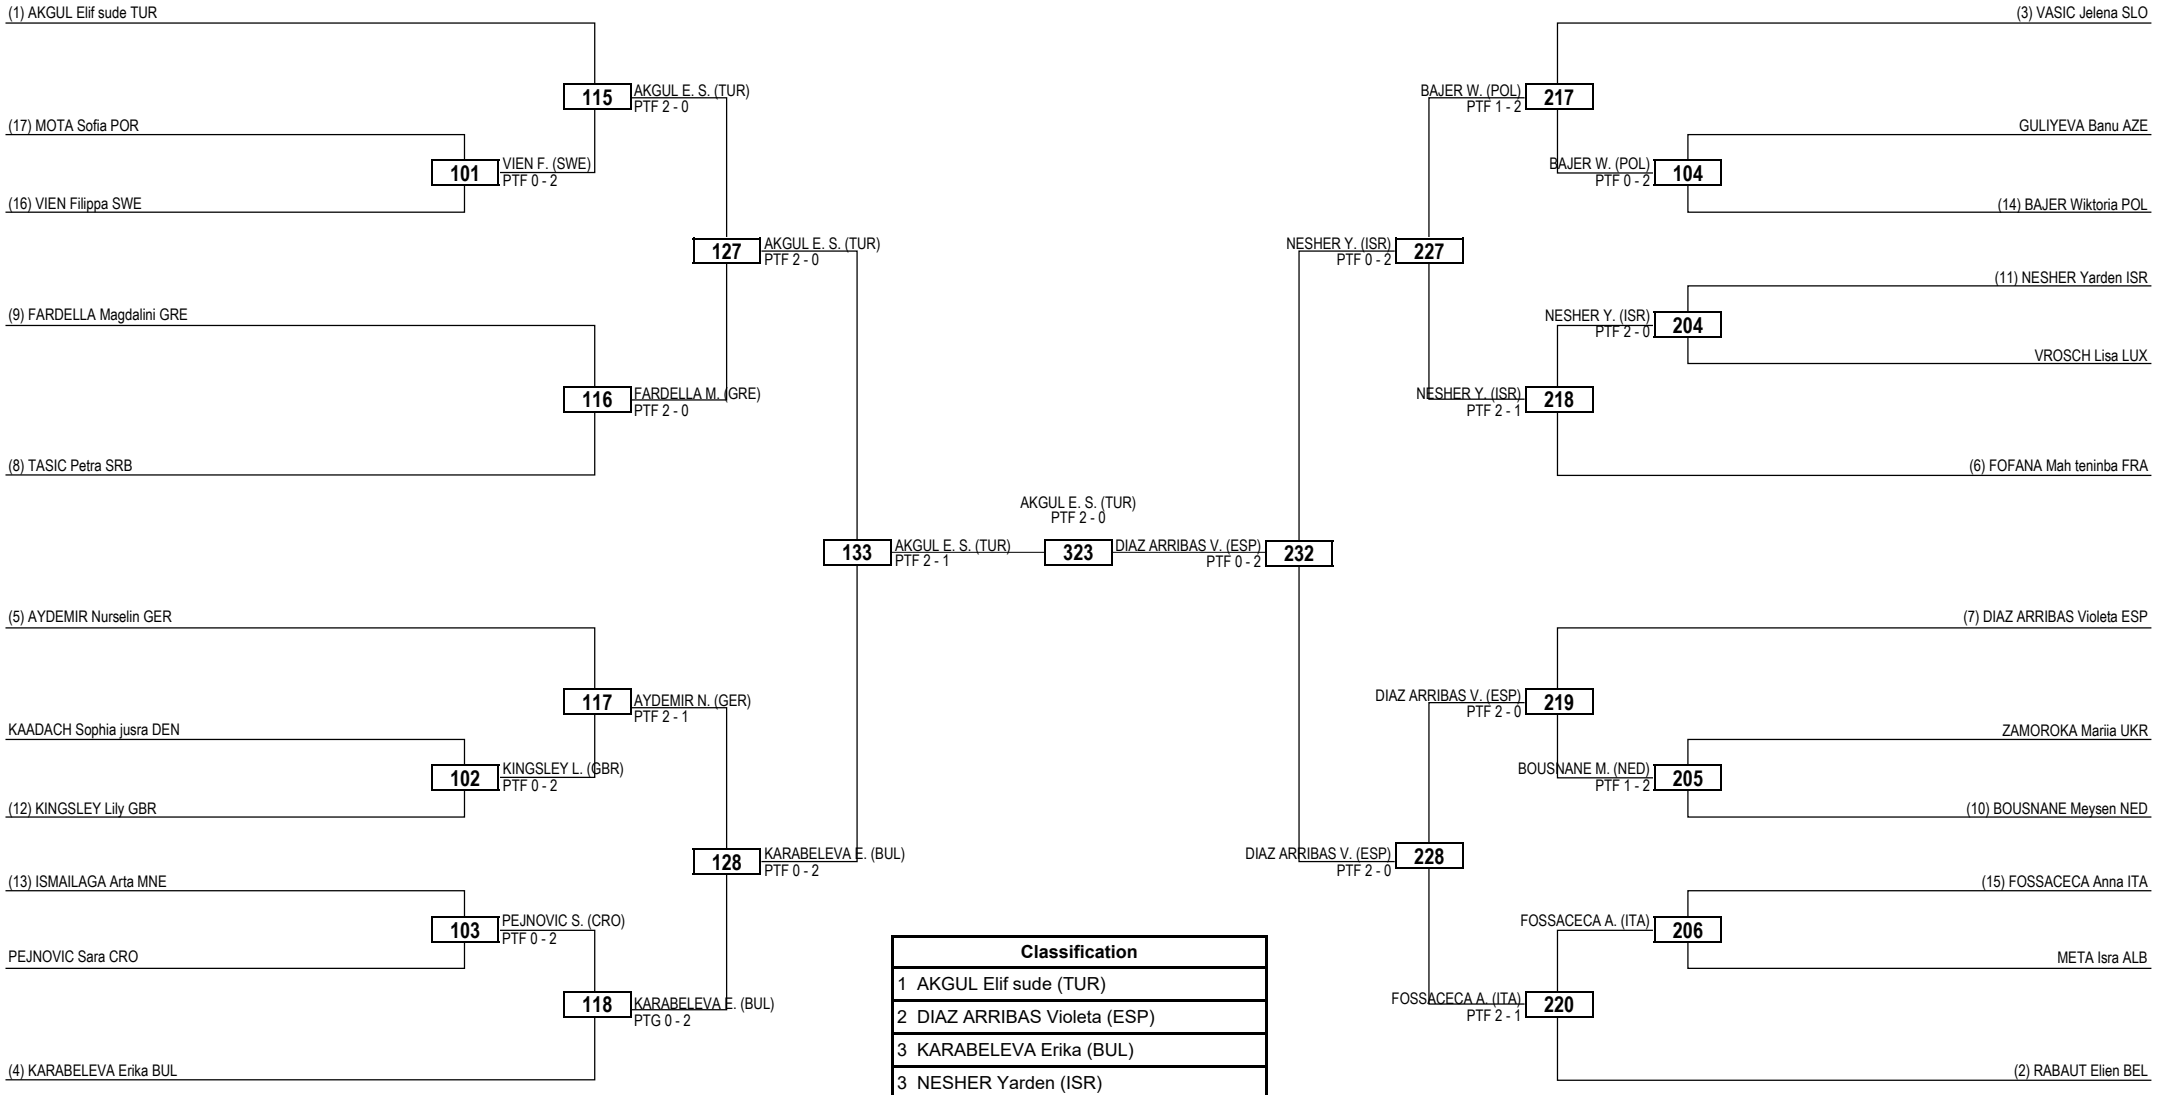 (1) AKGUL Elif sude TUR
(3) VASIC Jelena SLO
115
AKGUL E. S. (TUR)
PTF 2 - 0
BAJER W. (POL)
PTF 1 - 2
217
(17) MOTA Sofia POR
GULIYEVA Banu AZE
101
VIEN F. (SWE)
PTF 0 - 2
BAJER W. (POL)
PTF 0 - 2
104
(16) VIEN Filippa SWE
(14) BAJER Wiktoria POL
127
AKGUL E. S. (TUR)
PTF 2 - 0
NESHER Y. (ISR)
PTF 0 - 2
227
(11) NESHER Yarden ISR
(9) FARDELLA Magdalini GRE
NESHER Y. (ISR)
PTF 2 - 0
204
VROSCH Lisa LUX
116
FARDELLA M. (GRE)
PTF 2 - 0
NESHER Y. (ISR)
PTF 2 - 1
218
(8) TASIC Petra SRB
(6) FOFANA Mah teninba FRA
AKGUL E. S. (TUR)
PTF 2 - 0
133
AKGUL E. S. (TUR)
PTF 2 - 1
323
DIAZ ARRIBAS V. (ESP)
PTF 0 - 2
232
(5) AYDEMIR Nurselin GER
(7) DIAZ ARRIBAS Violeta ESP
117
AYDEMIR N. (GER)
PTF 2 - 1
DIAZ ARRIBAS V. (ESP)
PTF 2 - 0
219
KAADACH Sophia jusra DEN
ZAMOROKA Mariia UKR
102
KINGSLEY L. (GBR)
PTF 0 - 2
BOUSNANE M. (NED)
PTF 1 - 2
205
(12) KINGSLEY Lily GBR
(10) BOUSNANE Meysen NED
128
KARABELEVA E. (BUL)
PTF 0 - 2
DIAZ ARRIBAS V. (ESP)
PTF 2 - 0
228
(13) ISMAILAGA Arta MNE
(15) FOSSACECA Anna ITA
103
PEJNOVIC S. (CRO)
PTF 0 - 2
FOSSACECA A. (ITA)
206
PEJNOVIC Sara CRO
META Isra ALB
118
KARABELEVA E. (BUL)
PTG 0 - 2
FOSSACECA A. (ITA)
PTF 2 - 1
220
(4) KARABELEVA Erika BUL
(2) RABAUT Elien BEL
Classification
1 AKGUL Elif sude (TUR)
2 DIAZ ARRIBAS Violeta (ESP)
3 KARABELEVA Erika (BUL)
3 NESHER Yarden (ISR)